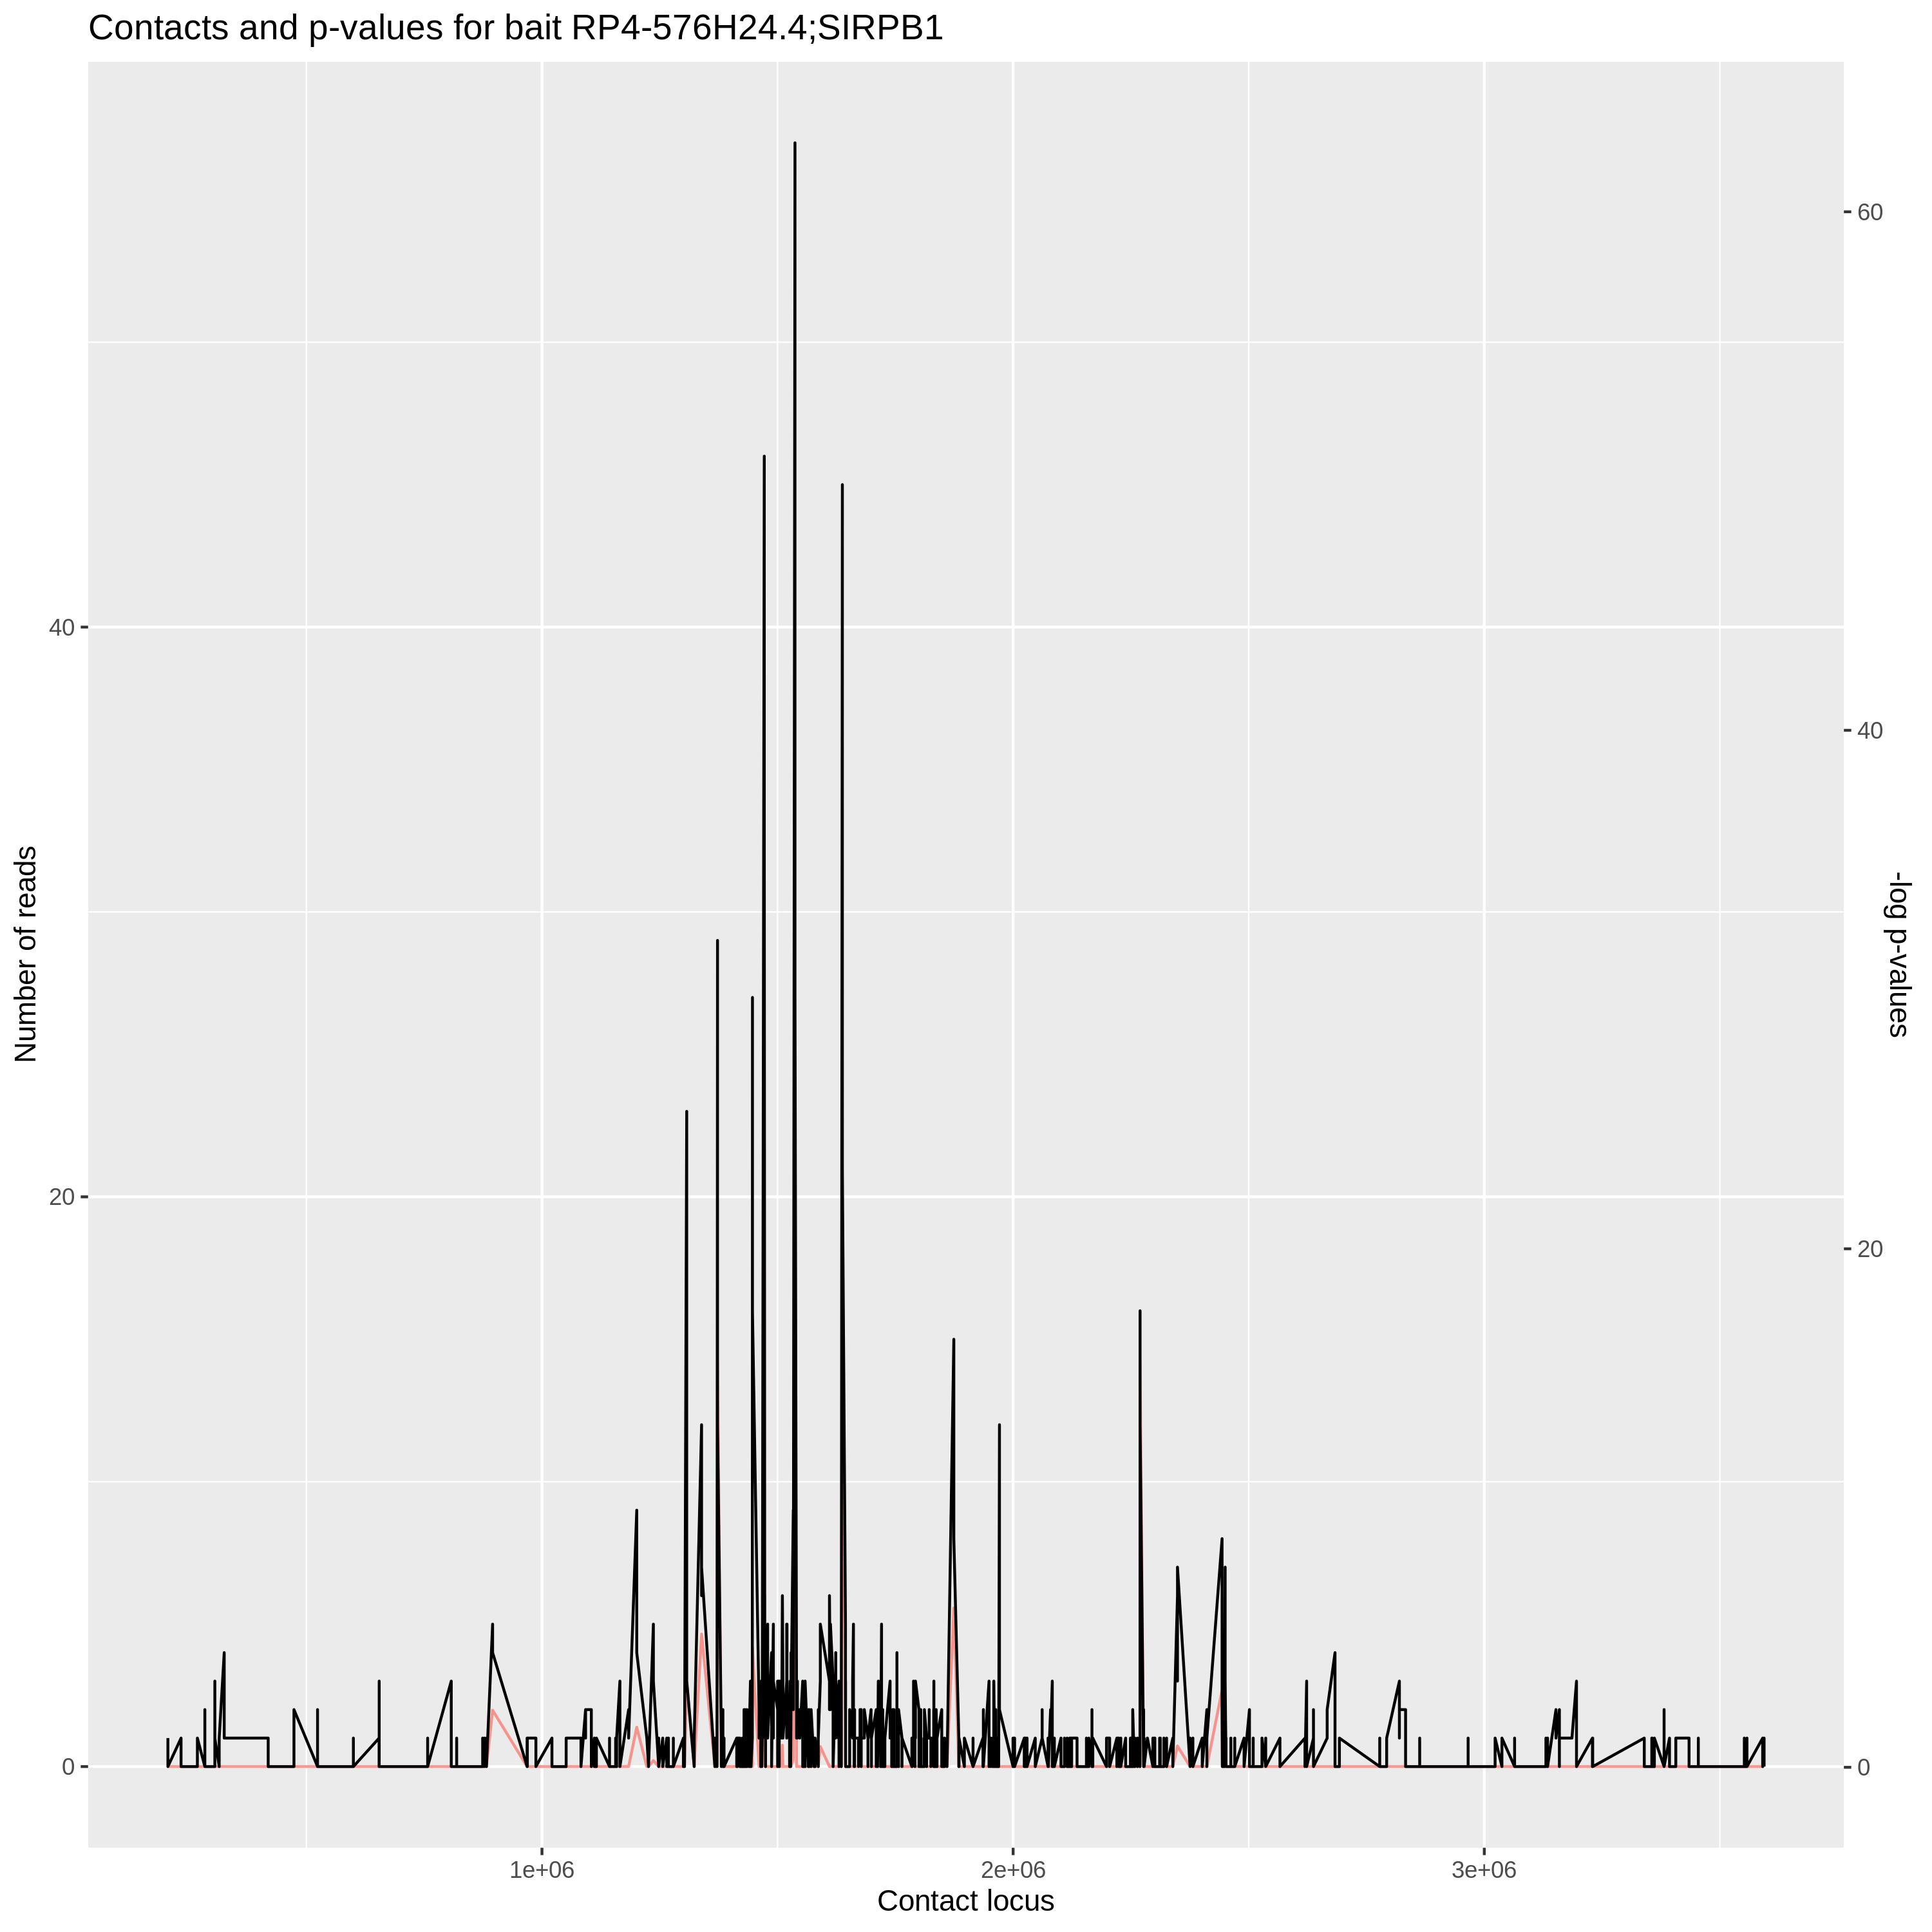 Contacts and p-values for bait RP4-576H24.4;SIRPB1
Number of reads
40
20
0
60
40
20
0
-log p-values
1e+06
2e+06
3e+06
Contact locus